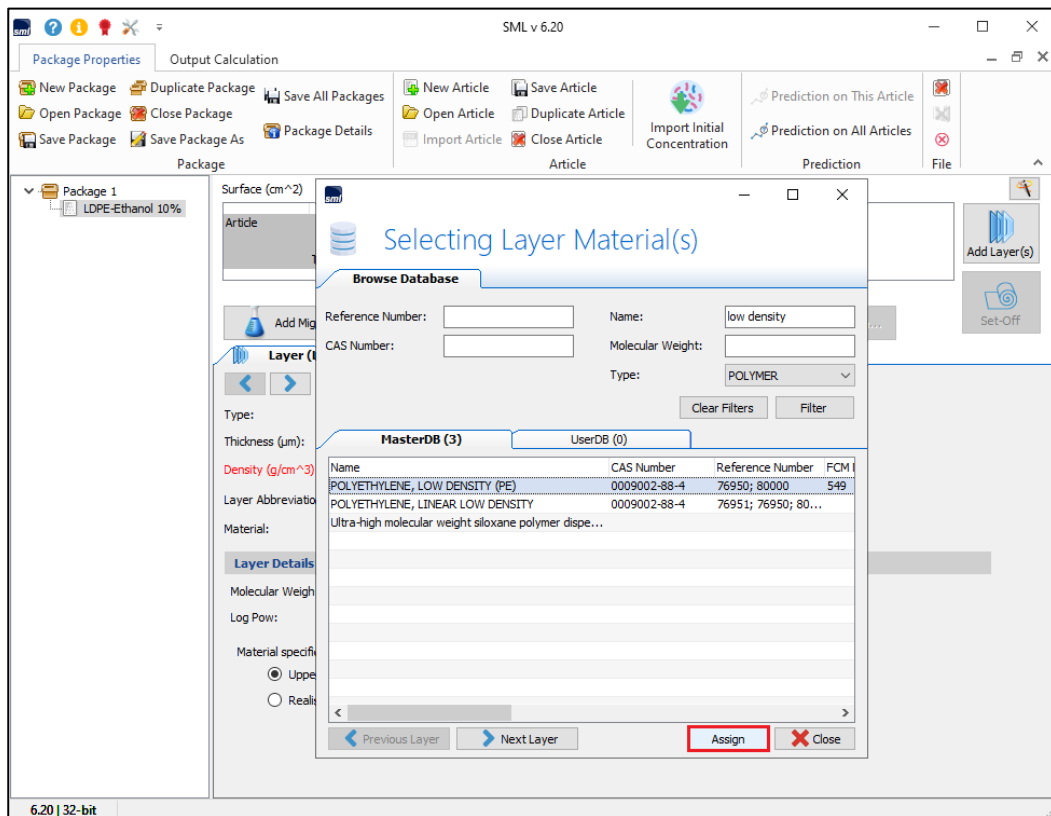 sml
SML v 6.20
Package Properties
Output Calculation
New Package
Duplicate Package
Save All Packages
New Article
Save Article
Open Package
Close Package
Open Article
Duplicate Article
Import Initial
Concentration
Prediction on This Article
Save Package
Save Package As
Package Details
Import Article
Close Article
Prediction on All Articles
Package
Article
Prediction
File
Package 1
LDPE-Ethanol 10%
Surface (cm^2)
Article
Add Layer(s)
Set-Off
Add Mig
Layer (
Type:
Thickness (µm):
Density (g/cm^3)
Layer Abbreviatio
Material:
Layer Details
Molecular Weigh
Log Pow:
Material specifi
Uppe
Realis
sml
Selecting Layer Material(s)
Browse Database
Reference Number:
Name:
low density
CAS Number:
Molecular Weight:
Type:
POLYMER
Clear Filters
Filter
MasterDB (3)
UserDB (0)
Name CAS Number Reference Number FCM
POLYETHYLENE, LOW DENSITY (PE) 0009002-88-4 76950; 80000 549
POLYETHYLENE, LINEAR LOW DENSITY 0009002-88-4 76951; 76950; 80...
Ultra-high molecular weight siloxane polymer dispe...
Previous Layer
Next Layer
Assign
Close
6.20 | 32-bit